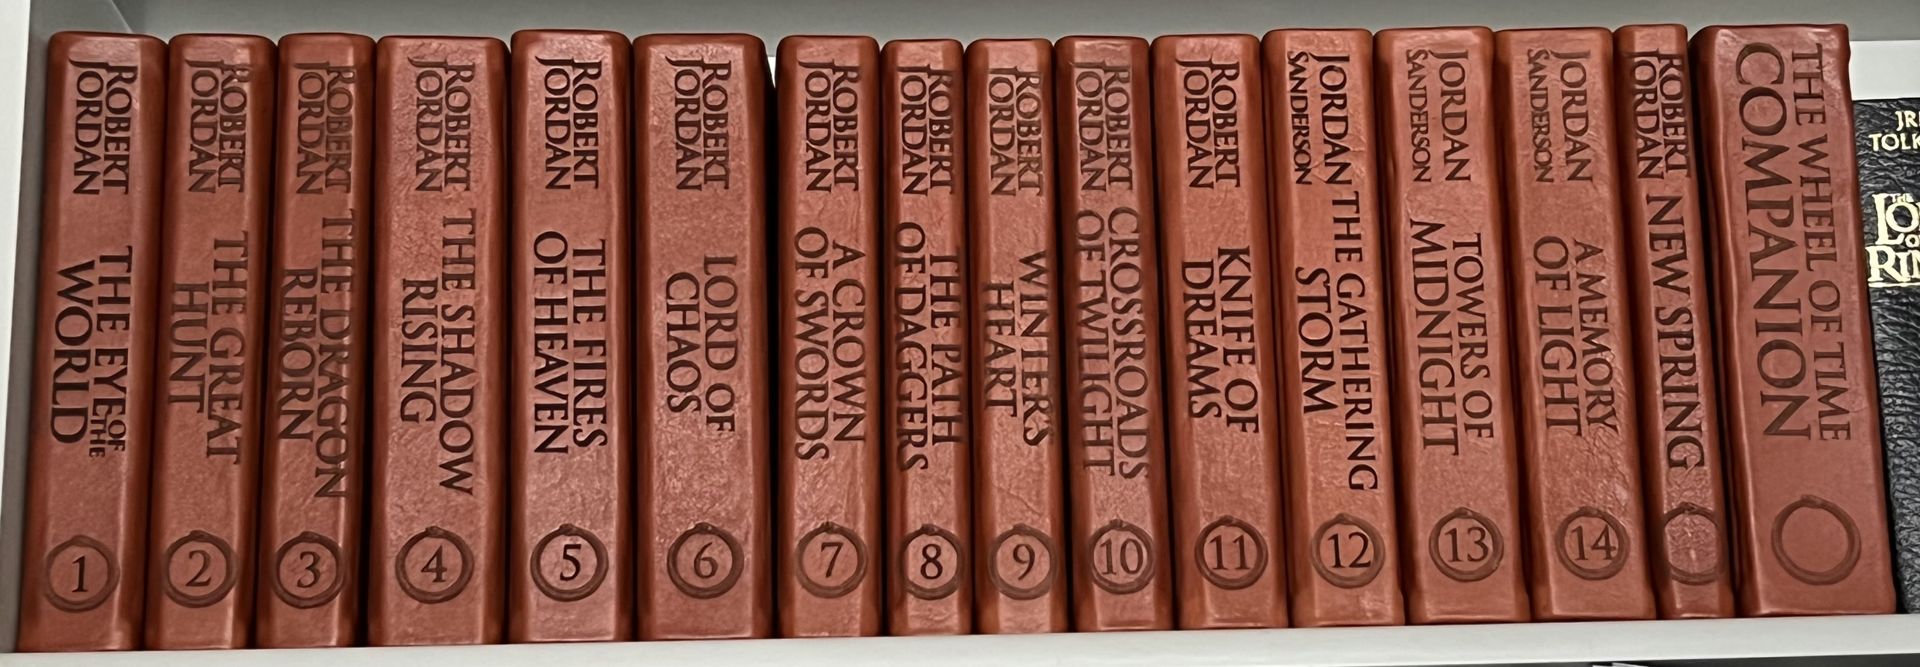 ROBERT
JORDAN
THE EYE OF THE
WORLD
1
ROBERT
JORDAN
THE GREAT
HUNT
2
ROBERT
JORDAN
THE DRAGON
REBORN
3
ROBERT
JORDAN
THE SHADOW
RISING
4
ROBERT
JORDAN
THE FIRES
OF HEAVEN
5
ROBERT
JORDAN
LORD OF
CHAOS
6
ROBERT
JORDAN
A CROWN
OF SWORDS
7
ROBERT
JORDAN
THE PATH
OF DAGGERS
8
ROBERT
JORDAN
WINTER'S
HEART
9
ROBERT
JORDAN
CROSSROADS
OF TWILIGHT
10
ROBERT
JORDAN
KNIFE OF
DREAMS
11
JORDAN
SANDERSON
THE GATHERING
STORM
12
JORDAN
SANDERSON
TOWERS OF
MIDNIGHT
13
JORDAN
SANDERSON
A MEMORY
OF LIGHT
14
ROBERT
JORDAN
NEW SPRING
THE WHEEL OF TIME
COMPANION
THE